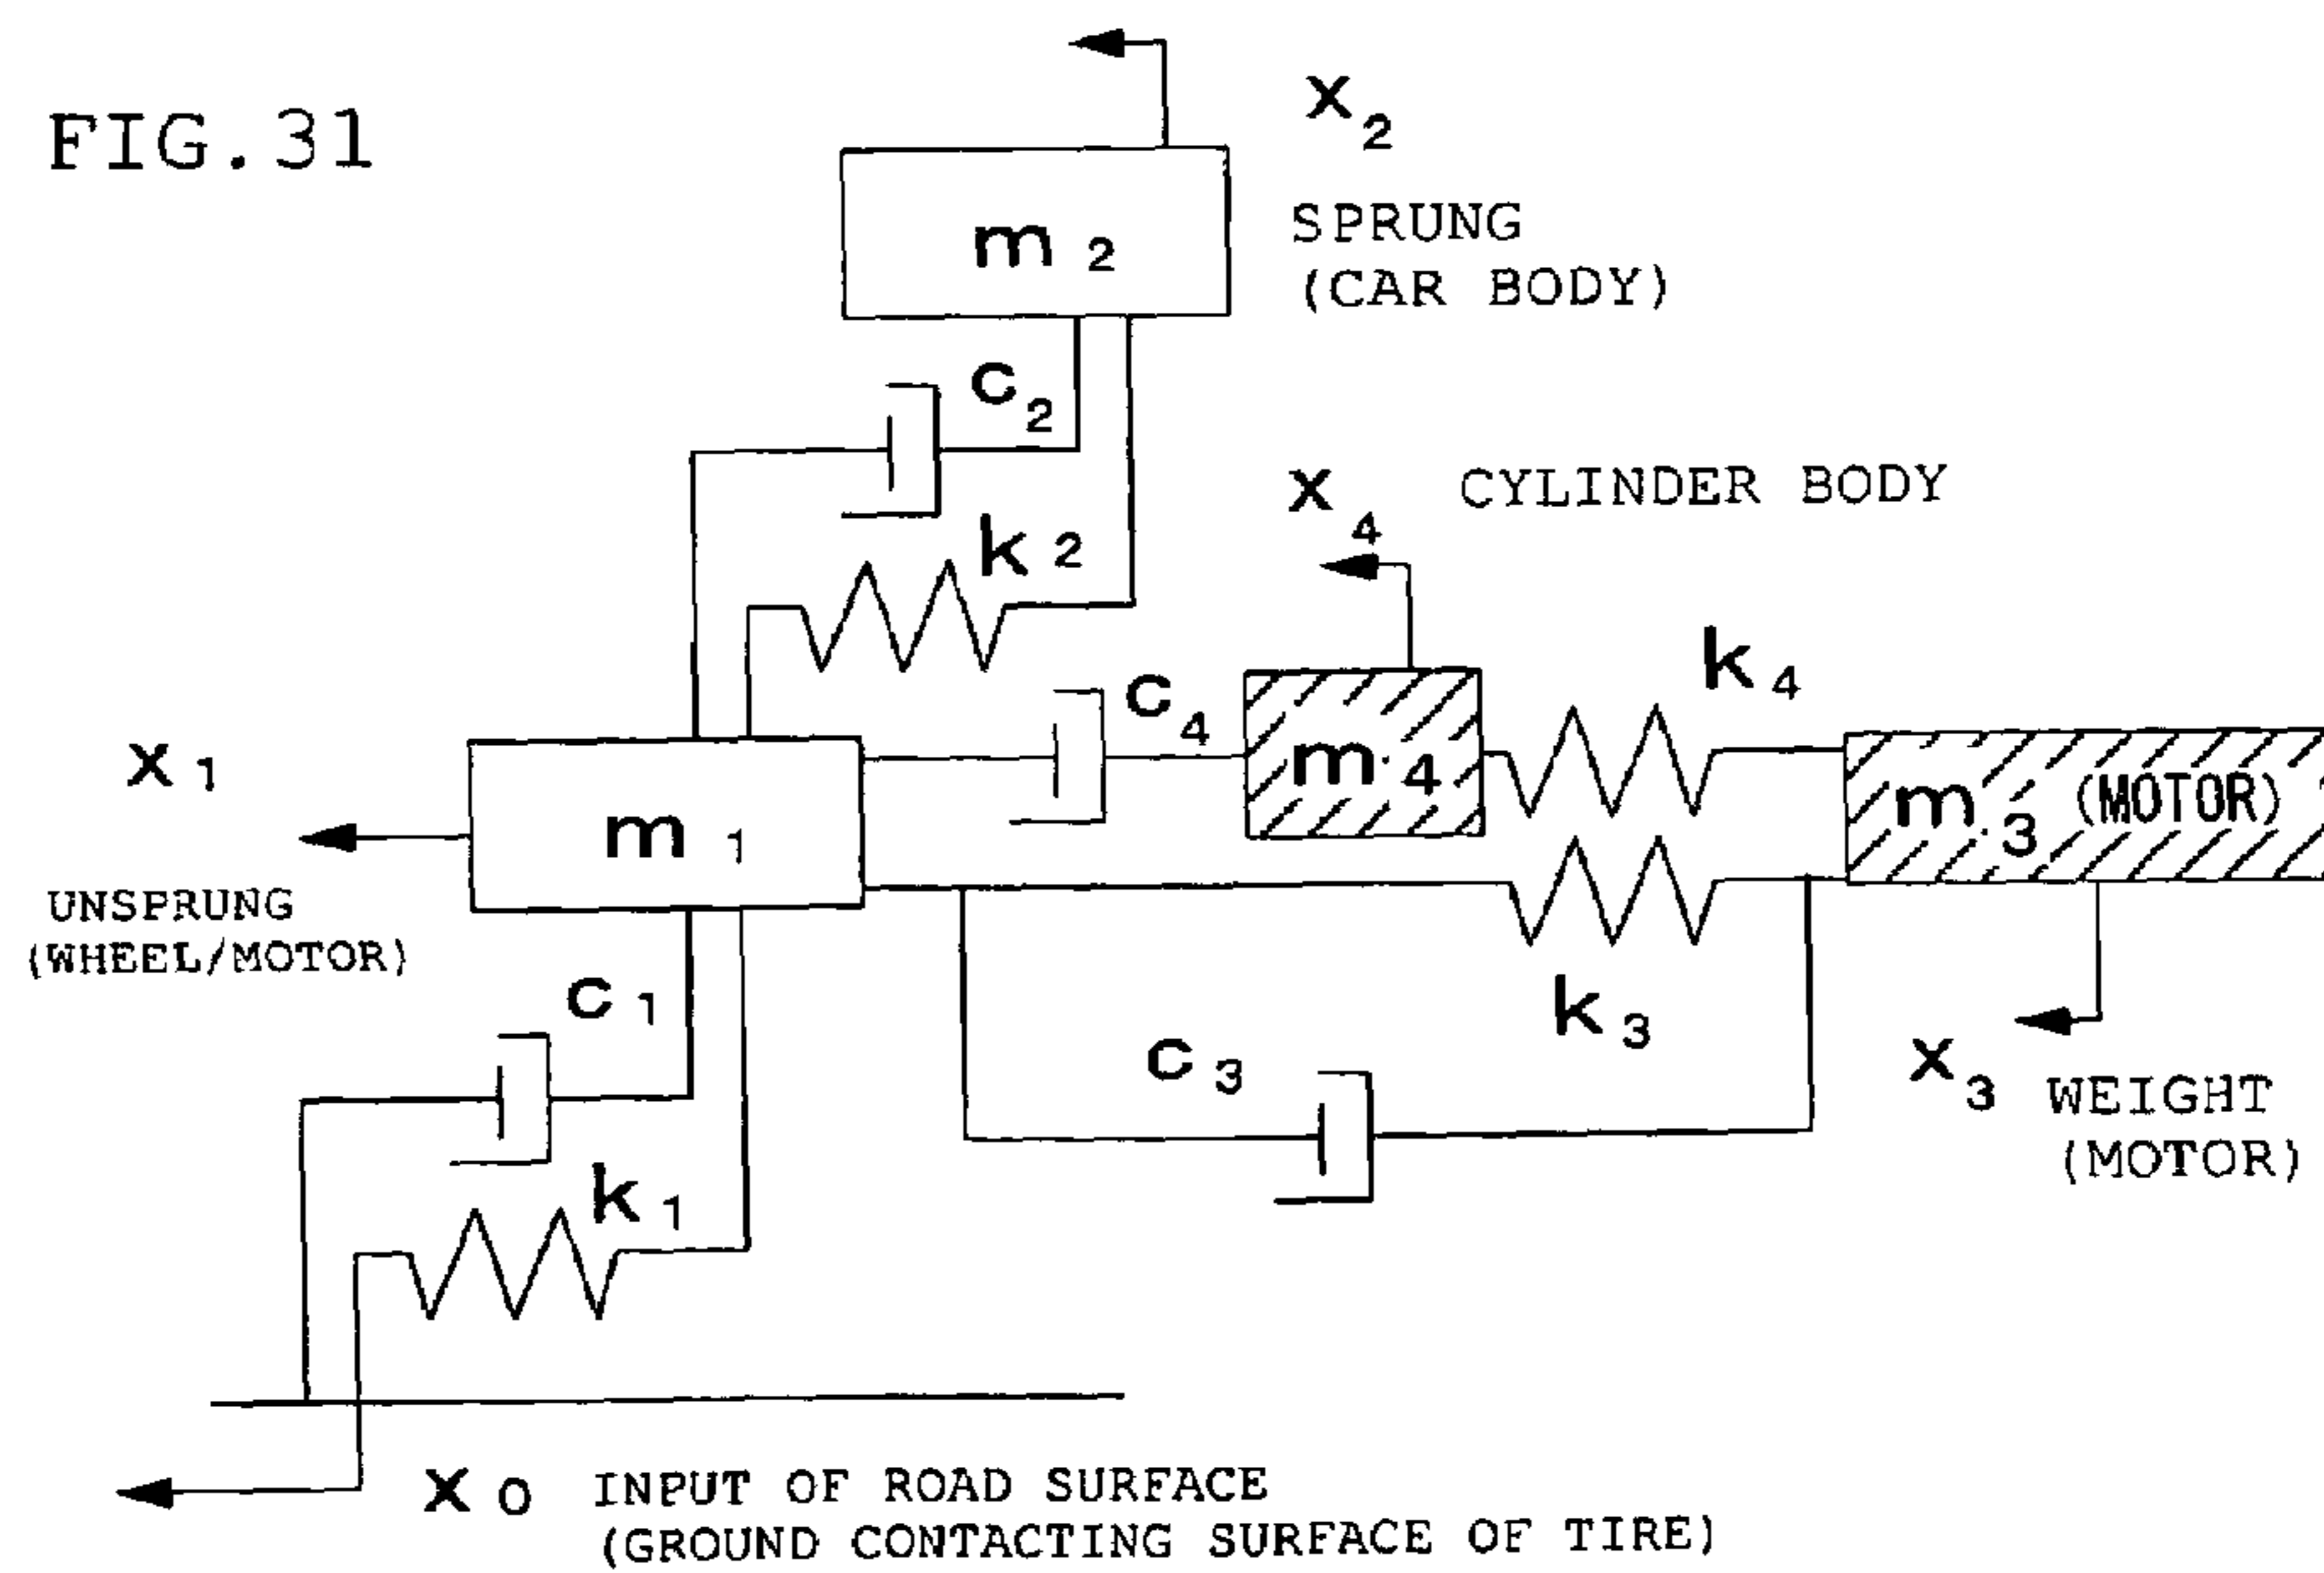 FIG.31
x2
m2
SPRUNG
(CAR BODY)
c2
k2
x4 CYLINDER BODY
k4
c4
x1
m1
m4
m3 (MOTOR)
UNSPRUNG
(WHEEL/MOTOR)
c1
k3
c3
x3 WEIGHT
(MOTOR)
k1
x0 INPUT OF ROAD SURFACE
(GROUND CONTACTING SURFACE OF TIRE)